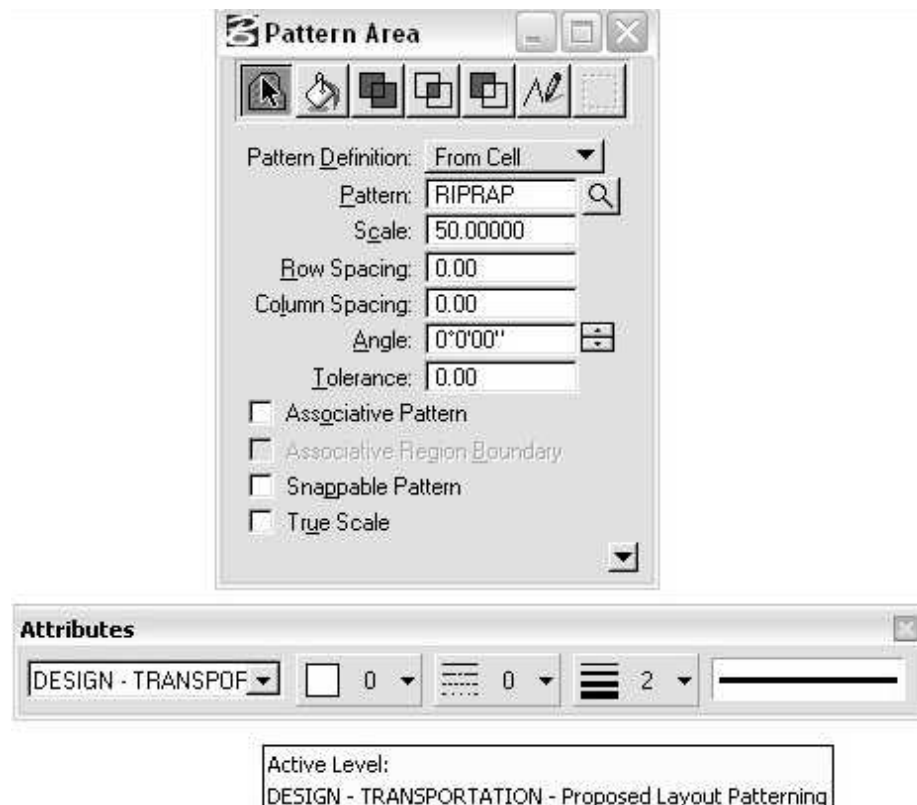 Pattern Area
Pattern Definition: From Cell
Pattern: RIPRAP
Scale: 50.00000
Row Spacing: 0.00
Column Spacing: 0.00
Angle: 0°0'00"
Tolerance: 0.00
Associative Pattern
Associative Region Boundary
Snappable Pattern
True Scale
Attributes
DESIGN - TRANSPOF 0 0 2
Active Level:
DESIGN - TRANSPORTATION - Proposed Layout Patterning